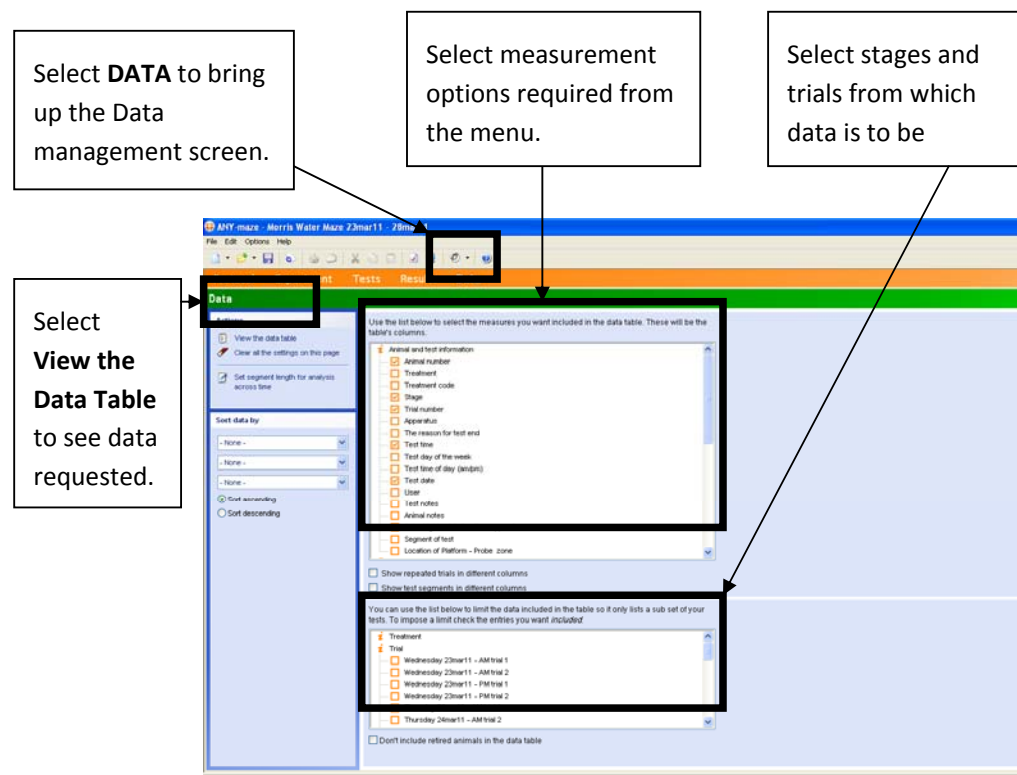 Select DATA to bring
up the Data
management screen.
Select measurement
options required from
the menu.
Select stages and
trials from which
data is to be
Select
View the
Data Table
to see data
requested.
ANY-maze - Morris Water Maze 23mar11 -
File Edit Options Help
Tests
Data
View the data table
Clear all the settings on this page
Set segment length for analysis
across time
Sort data by
- None -
- None -
- None -
Sort ascending
Sort descending
Use the list below to select the measures you want included in the data table. These will be the
table's columns.
Animal and test information
Animal number
Treatment
Treatment code
Stage
Trial number
Apparatus
The reason for test end
Test time
Test day of the week
Test time of day (am/pm)
Test date
User
Test notes
Animal notes
Segment of test
Location of Platform - Probe zone
Show repeated trials in different columns
Show test segments in different columns
You can use the list below to limit the data included in the table so it only lists a sub set of your
tests. To impose a limit check the entries you want included.
Treatment
Trial
Wednesday 23mar11 - AM trial 1
Wednesday 23mar11 - AM trial 2
Wednesday 23mar11 - PM trial 1
Wednesday 23mar11 - PM trial 2
Thursday 24mar11 - AM trial 2
Don't include retired animals in the data table